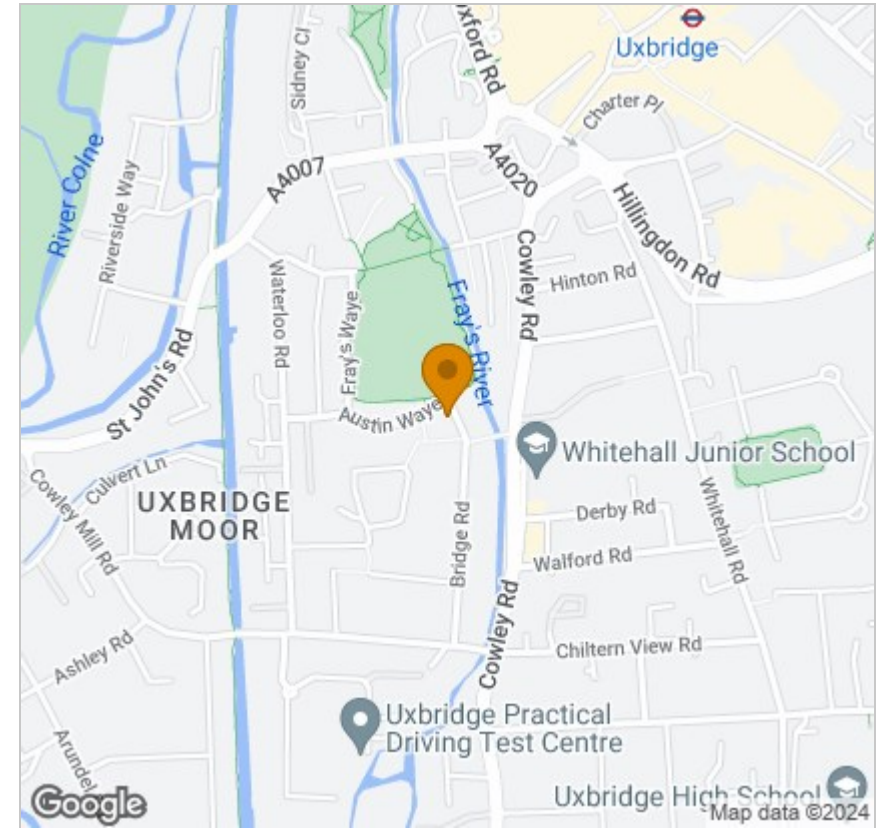 Oxford Rd
Uxbridge
Sidney Cl
Charter Pl
A4007
A4020
River Colne
Riverside Way
Hillingdon Rd
Cowley Rd
Hinton Rd
Waterloo Rd
Fray's Waye
Fray's River
St John's Rd
Austin Waye
Whitehall Junior School
Culvert Ln
Cowley Mill Rd
UXBRIDGE
MOOR
Whitehall Rd
Derby Rd
Bridge Rd
Walford Rd
Cowley Rd
Chiltern View Rd
Ashley Rd
Uxbridge Practical
Driving Test Centre
Arundel
Uxbridge High School
Google
Map data ©2024